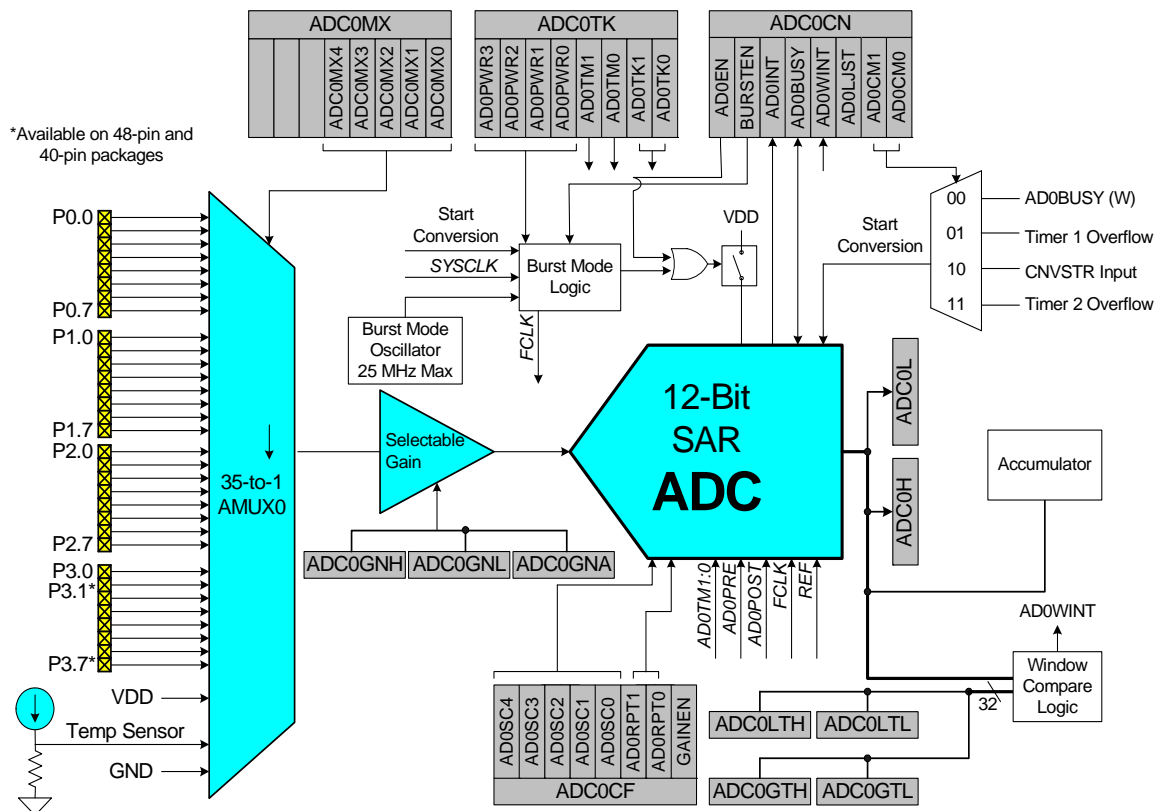 ADC0MX
ADC0MX4
ADC0MX3
ADC0MX2
ADC0MX1
ADC0MX0
ADC0TK
AD0PWR3
AD0PWR2
AD0PWR1
AD0PWR0
AD0TM1
AD0TM0
AD0TK1
AD0TK0
ADC0CN
AD0EN
BURSTEN
AD0INT
AD0BUSY
AD0WINT
AD0LJST
AD0CM1
AD0CM0
*Available on 48-pin and
40-pin packages
P0.0
P0.7
P1.0
P1.7
P2.0
P2.7
P3.0
P3.1*
P3.7*
VDD
Temp Sensor
GND
35-to-1
AMUX0
Start
Conversion
SYSCLK
Burst Mode
Logic
Burst Mode
Oscillator
25 MHz Max
FCLK
VDD
Start
Conversion
00
01
10
11
AD0BUSY (W)
Timer 1 Overflow
CNVSTR Input
Timer 2 Overflow
Selectable
Gain
ADC0GNH
ADC0GNL
ADC0GNA
12-Bit
SAR
ADC
ADC0L
ADC0H
Accumulator
AD0TM1:0
AD0PRE
AD0POST
FCLK
REF
AD0WINT
Window
Compare
Logic
32
AD0SC4
AD0SC3
AD0SC2
AD0SC1
AD0SC0
AD0RPT1
AD0RPT0
GAINEN
ADC0CF
ADC0LTH
ADC0LTL
ADC0GTH
ADC0GTL